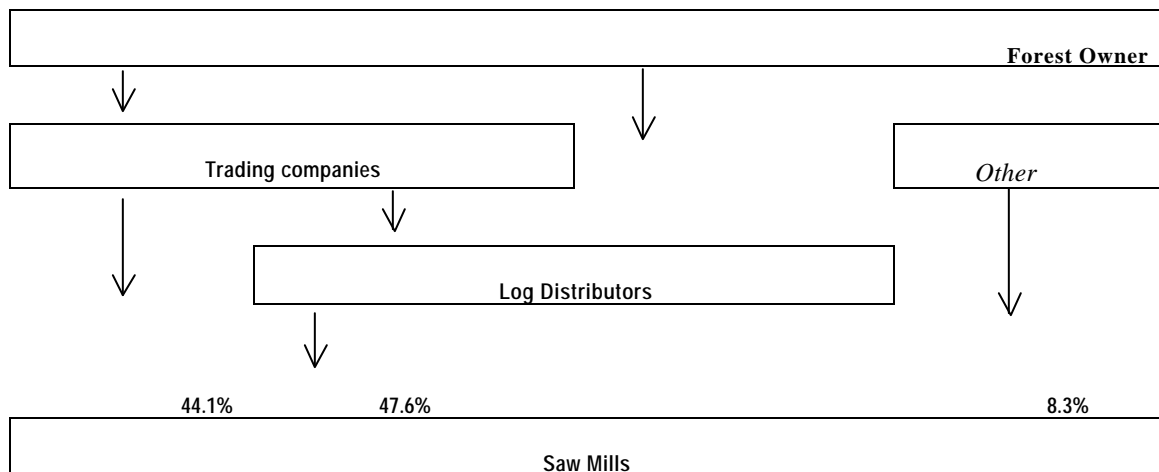 Forest Owner
Trading companies
Other
Log Distributors
44.1% 47.6% 8.3%
Saw Mills